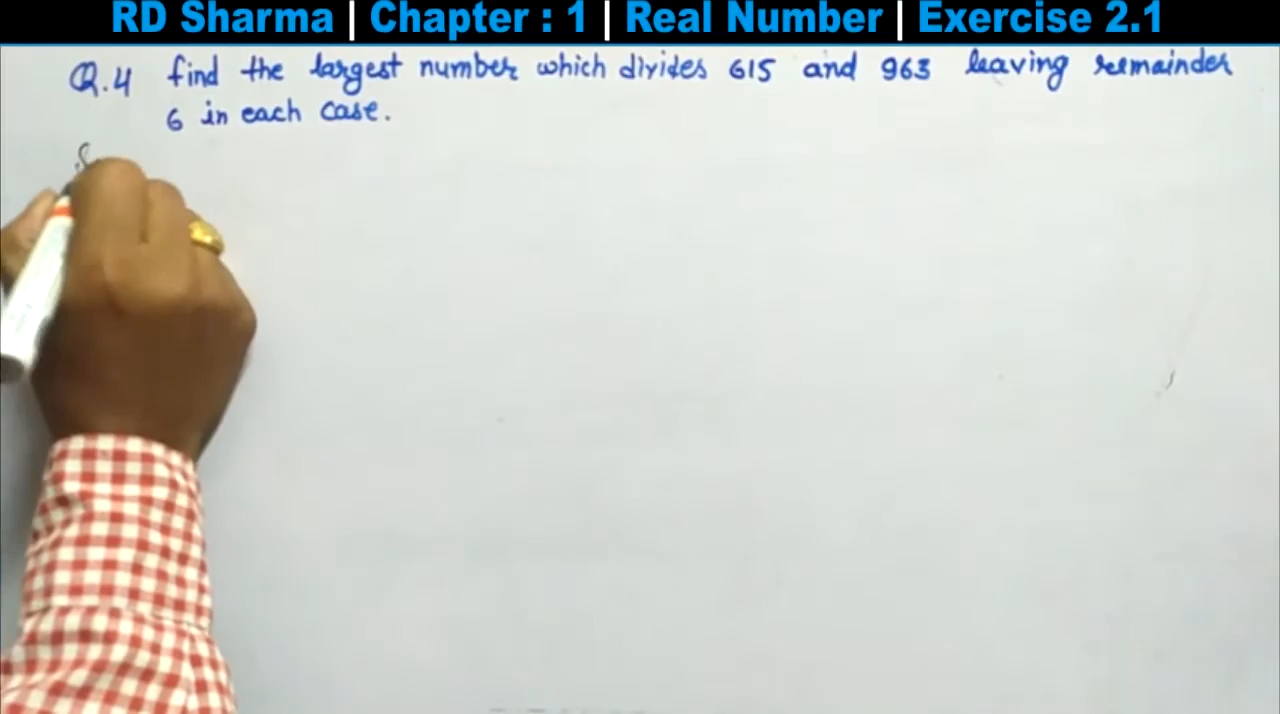 RD Sharma | Chapter : 1 | Real Number | Exercise 2.1
Q.4 find the largest number which divides 615 and 963 leaving remainder
6 in each case.
S